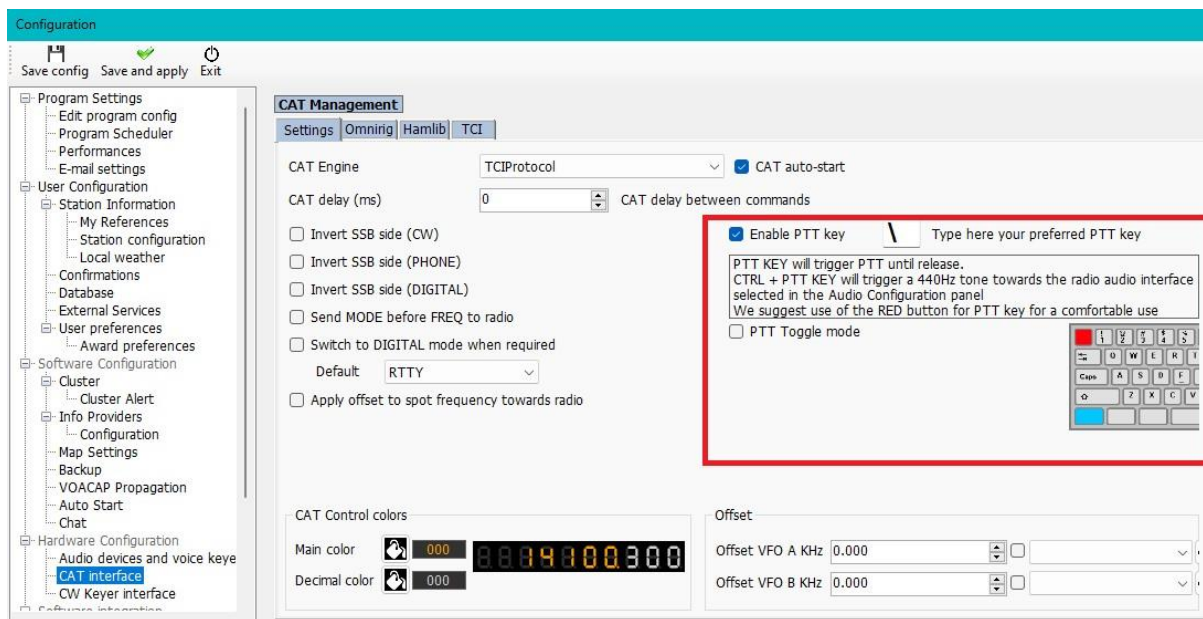 Configuration
Save config Save and apply Exit
Program Settings
Edit program config
Program Scheduler
Performances
E-mail settings
User Configuration
Station Information
My References
Station configuration
Local weather
Confirmations
Database
External Services
User preferences
Award preferences
Software Configuration
Cluster
Cluster Alert
Info Providers
Configuration
Map Settings
Backup
VOACAP Propagation
Auto Start
Chat
Hardware Configuration
Audio devices and voice keye
CAT interface
CW Keyer interface
CAT Management
Settings Omnirig Hamlib TCI
CAT Engine TCIProtocol CAT auto-start
CAT delay (ms) 0 CAT delay between commands
Invert SSB side (CW)
Invert SSB side (PHONE)
Invert SSB side (DIGITAL)
Send MODE before FREQ to radio
Switch to DIGITAL mode when required
Default RTTY
Apply offset to spot frequency towards radio
Enable PTT key \ Type here your preferred PTT key
PTT KEY will trigger PTT until release.
CTRL + PTT KEY will trigger a 440Hz tone towards the radio audio interface
selected in the Audio Configuration panel
We suggest use of the RED button for PTT key for a comfortable use
PTT Toggle mode
Caps A S D F
Z X C V
CAT Control colors
Main color 000 14100.300
Decimal color 000
Offset
Offset VFO A KHz 0.000
Offset VFO B KHz 0.000